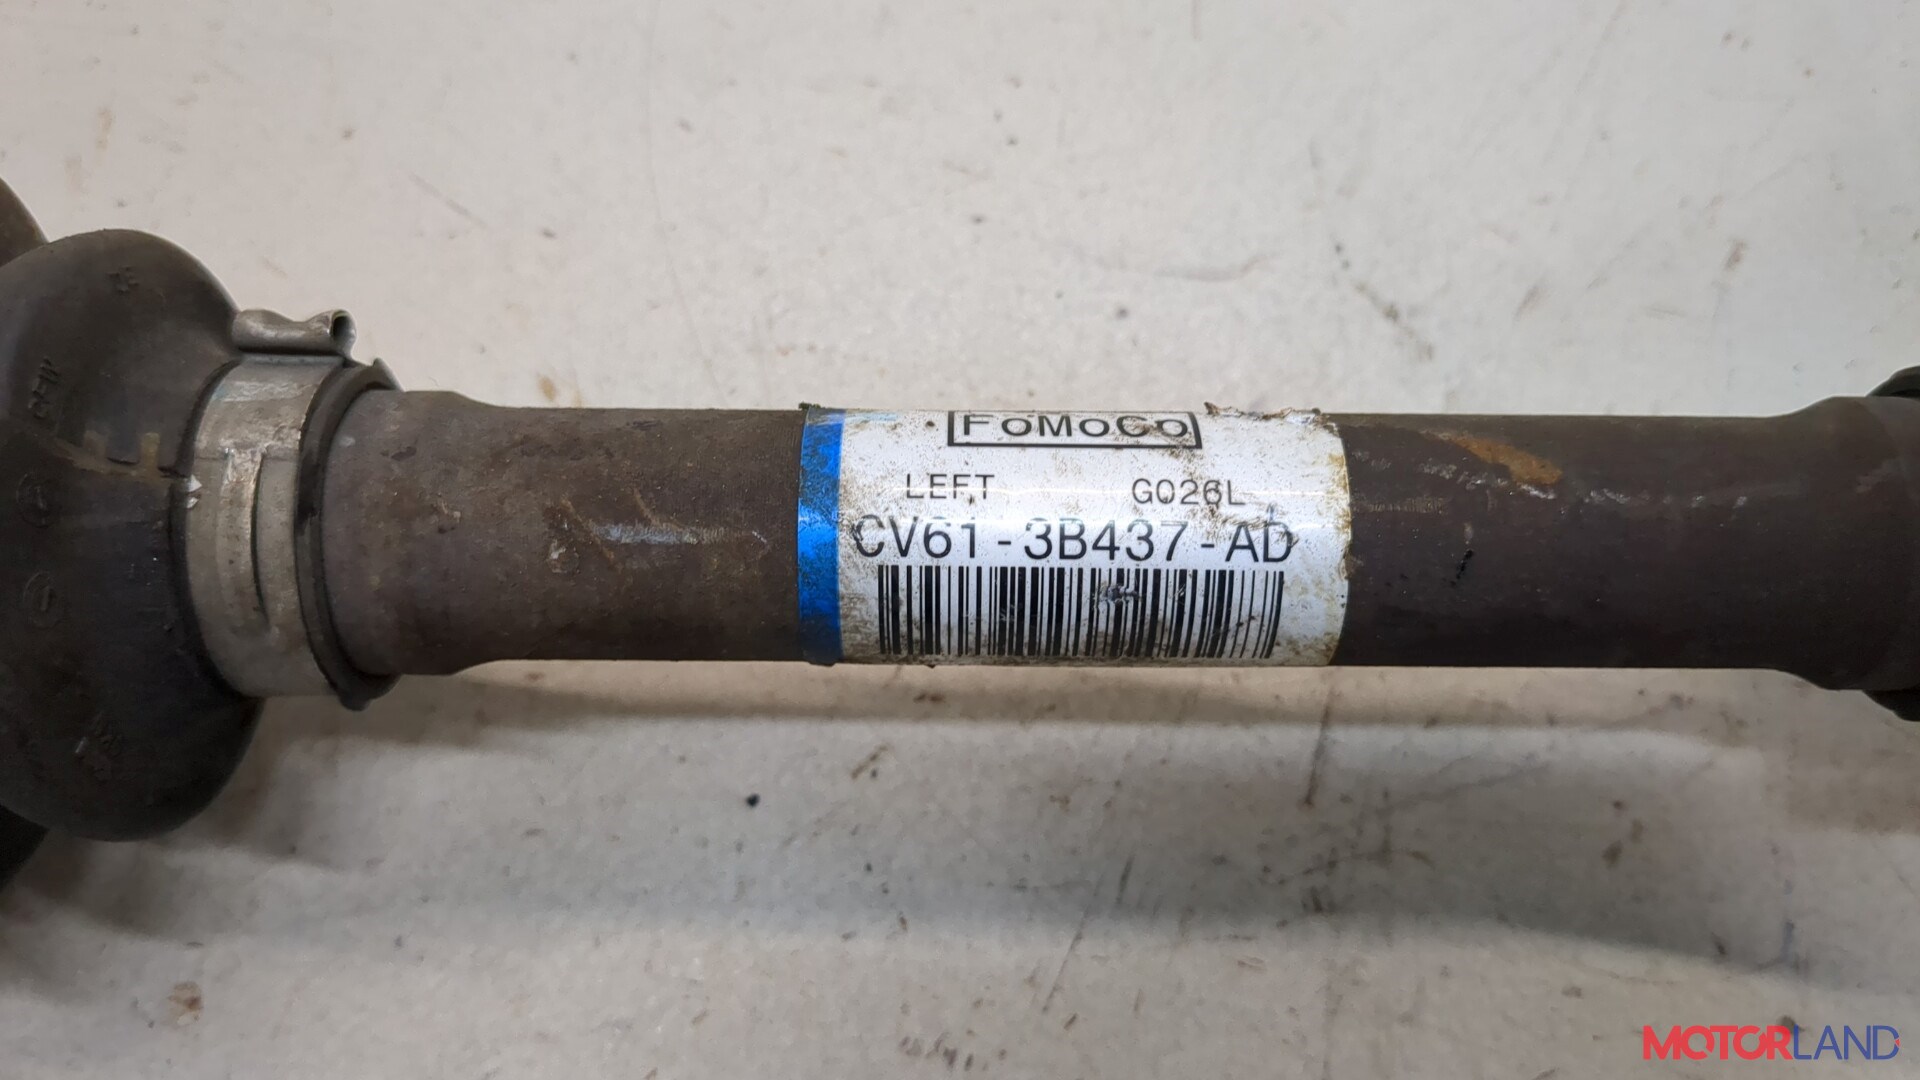 FoMoCo
LEFT G026L
CV61-3B437-AD
MOTORLAND